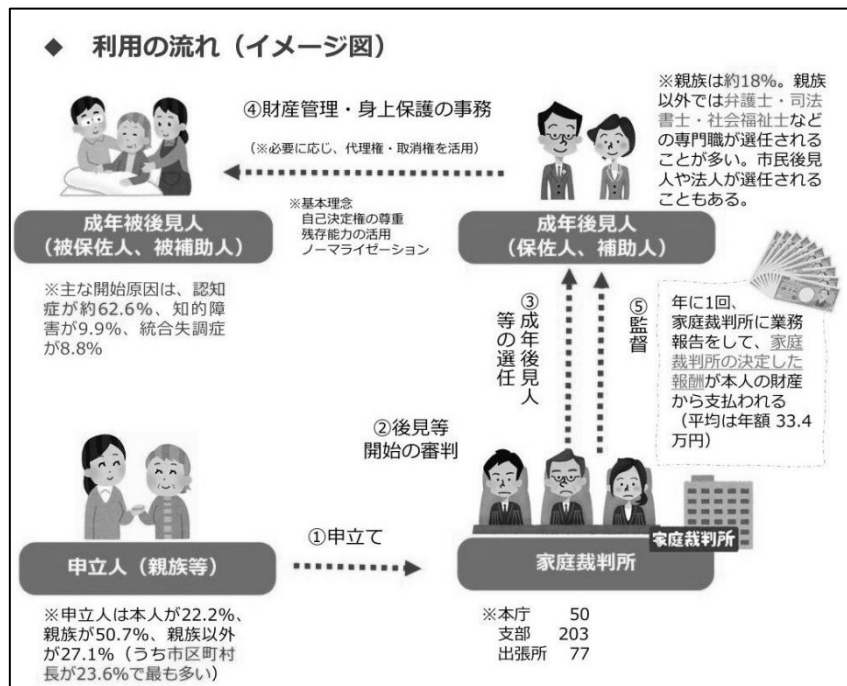 ◆ 利用の流れ（イメージ図）
④財産管理・身上保護の事務
（※必要に応じ、代理権・取消権を活用）
※親族は約18%。親族
以外では弁護士・司法
書士・社会福祉士など
の専門職が選任される
ことが多い。市民後見
人や法人が選任される
こともある。
成年被後見人
（被保佐人、被補助人）
※基本理念
自己決定権の尊重
残存能力の活用
ノーマライゼーション
成年後見人
（保佐人、補助人）
※主な開始原因は、認知
症が約62.6%、知的障
害が9.9%、統合失調症
が8.8%
③成年後見人
等の選任
⑤監督
年に1回、
家庭裁判所に業務
報告をして、家庭
裁判所の決定した
報酬が本人の財産
から支払われる
（平均は年額 33.4
万円）
②後見等
開始の審判
①申立て
申立人（親族等）
家庭裁判所
家庭裁判所
※申立人は本人が22.2%、
親族が50.7%、親族以外
が27.1%（うち市区町村
長が23.6%で最も多い）
※本庁 50
支部 203
出張所 77